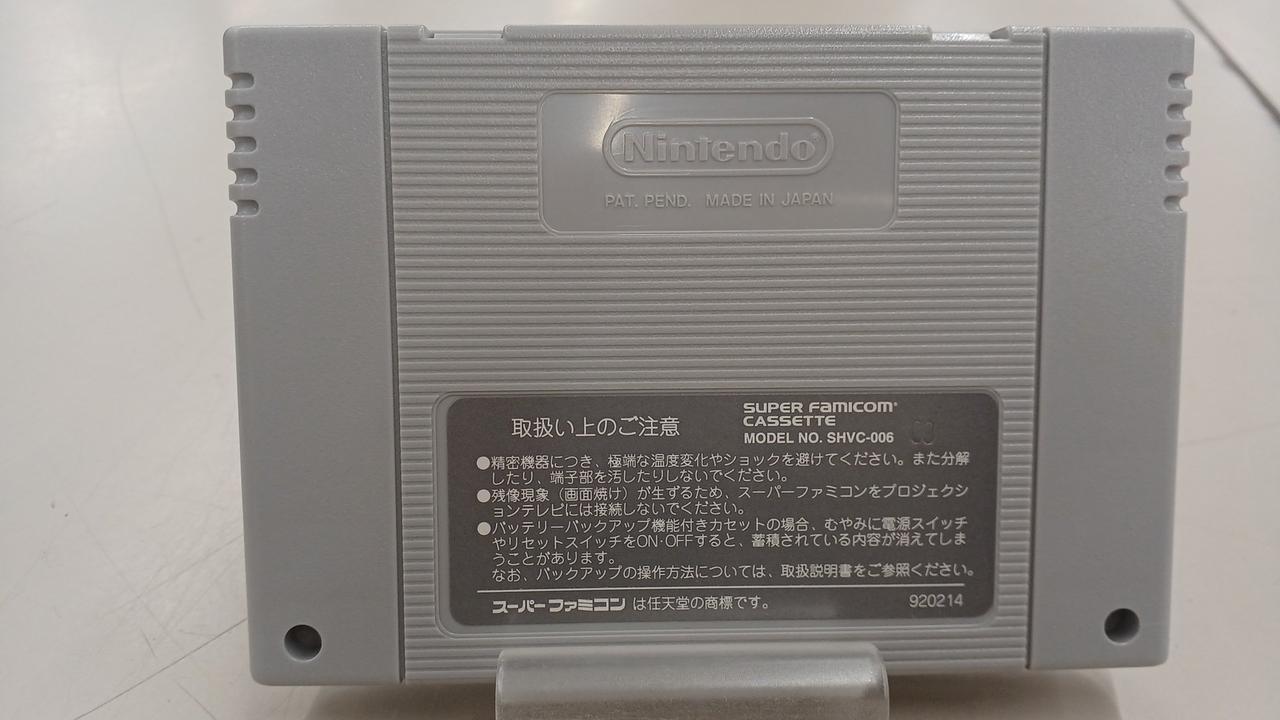 Nintendo®
PAT. PEND. MADE IN JAPAN
取扱い上のご注意
SUPER FAMICOM®
CASSETTE
MODEL NO. SHVC-006
●精密機器につき、極端な温度変化やショックを避けてください。また分解
したり、端子部を汚したりしないでください。
●残像現象（画面焼け）が生ずるため、スーパーファミコンをプロジェクシ
ョンテレビには接続しないでください。
●バッテリーバックアップ機能付きカセットの場合、むやみに電源スイッチ
やリセットスイッチをON·OFFすると、蓄積されている内容が消えてしま
うことがあります。
なお、バックアップの操作方法については、取扱説明書をご参照ください。
スーパーファミコン は任天堂の商標です。
920214